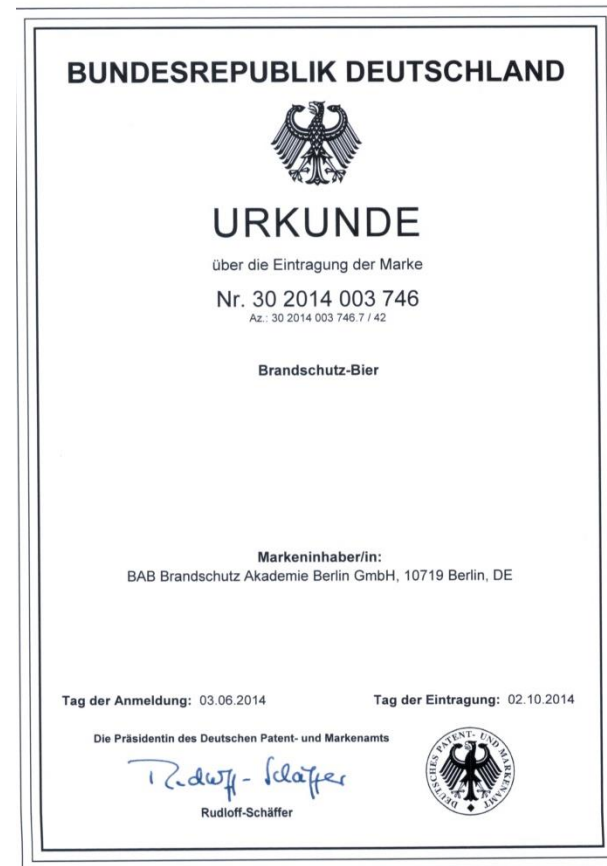 BUNDESREPUBLIK DEUTSCHLAND
URKUNDE
über die Eintragung der Marke
Nr. 30 2014 003 746
Az.: 30 2014 003 746.7 / 42
Brandschutz-Bier
Markeninhaber/in:
BAB Brandschutz Akademie Berlin GmbH, 10719 Berlin, DE
Tag der Anmeldung: 03.06.2014 Tag der Eintragung: 02.10.2014
Die Präsidentin des Deutschen Patent- und Markenamts
Rudloff-Schäffer
Rudloff-Schäffer
DEUTSCHES PATENT- UND MARKENAMT